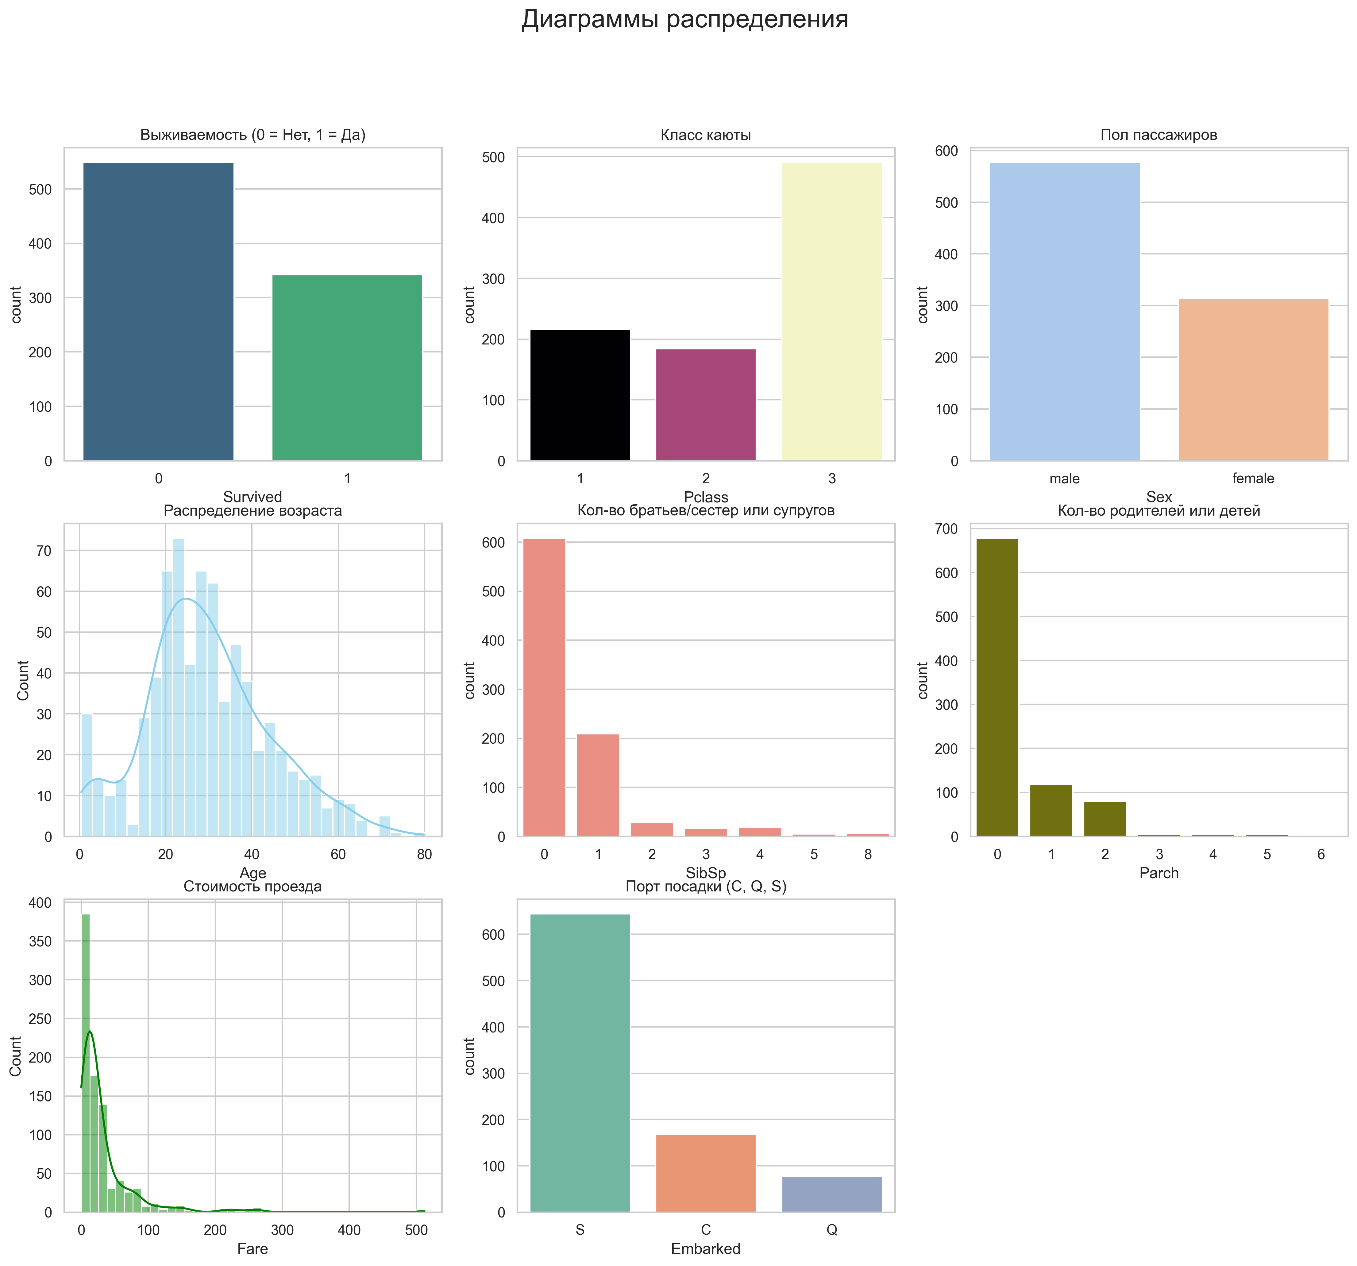 Диаграммы распределения
Выживаемость (0 = Нет, 1 = Да)
count
500
400
300
200
100
0
0 1
Survived
Класс каюты
count
500
400
300
200
100
0
1 2 3
Pclass
Пол пассажиров
count
600
500
400
300
200
100
0
male female
Sex
Распределение возраста
Count
70
60
50
40
30
20
10
0
0 20 40 60 80
Age
Кол-во братьев/сестер или супругов
count
600
500
400
300
200
100
0
0 1 2 3 4 5 8
SibSp
Кол-во родителей или детей
count
700
600
500
400
300
200
100
0
0 1 2 3 4 5 6
Parch
Стоимость проезда
Count
400
350
300
250
200
150
100
50
0
0 100 200 300 400 500
Fare
Порт посадки (C, Q, S)
count
600
500
400
300
200
100
0
S C Q
Embarked